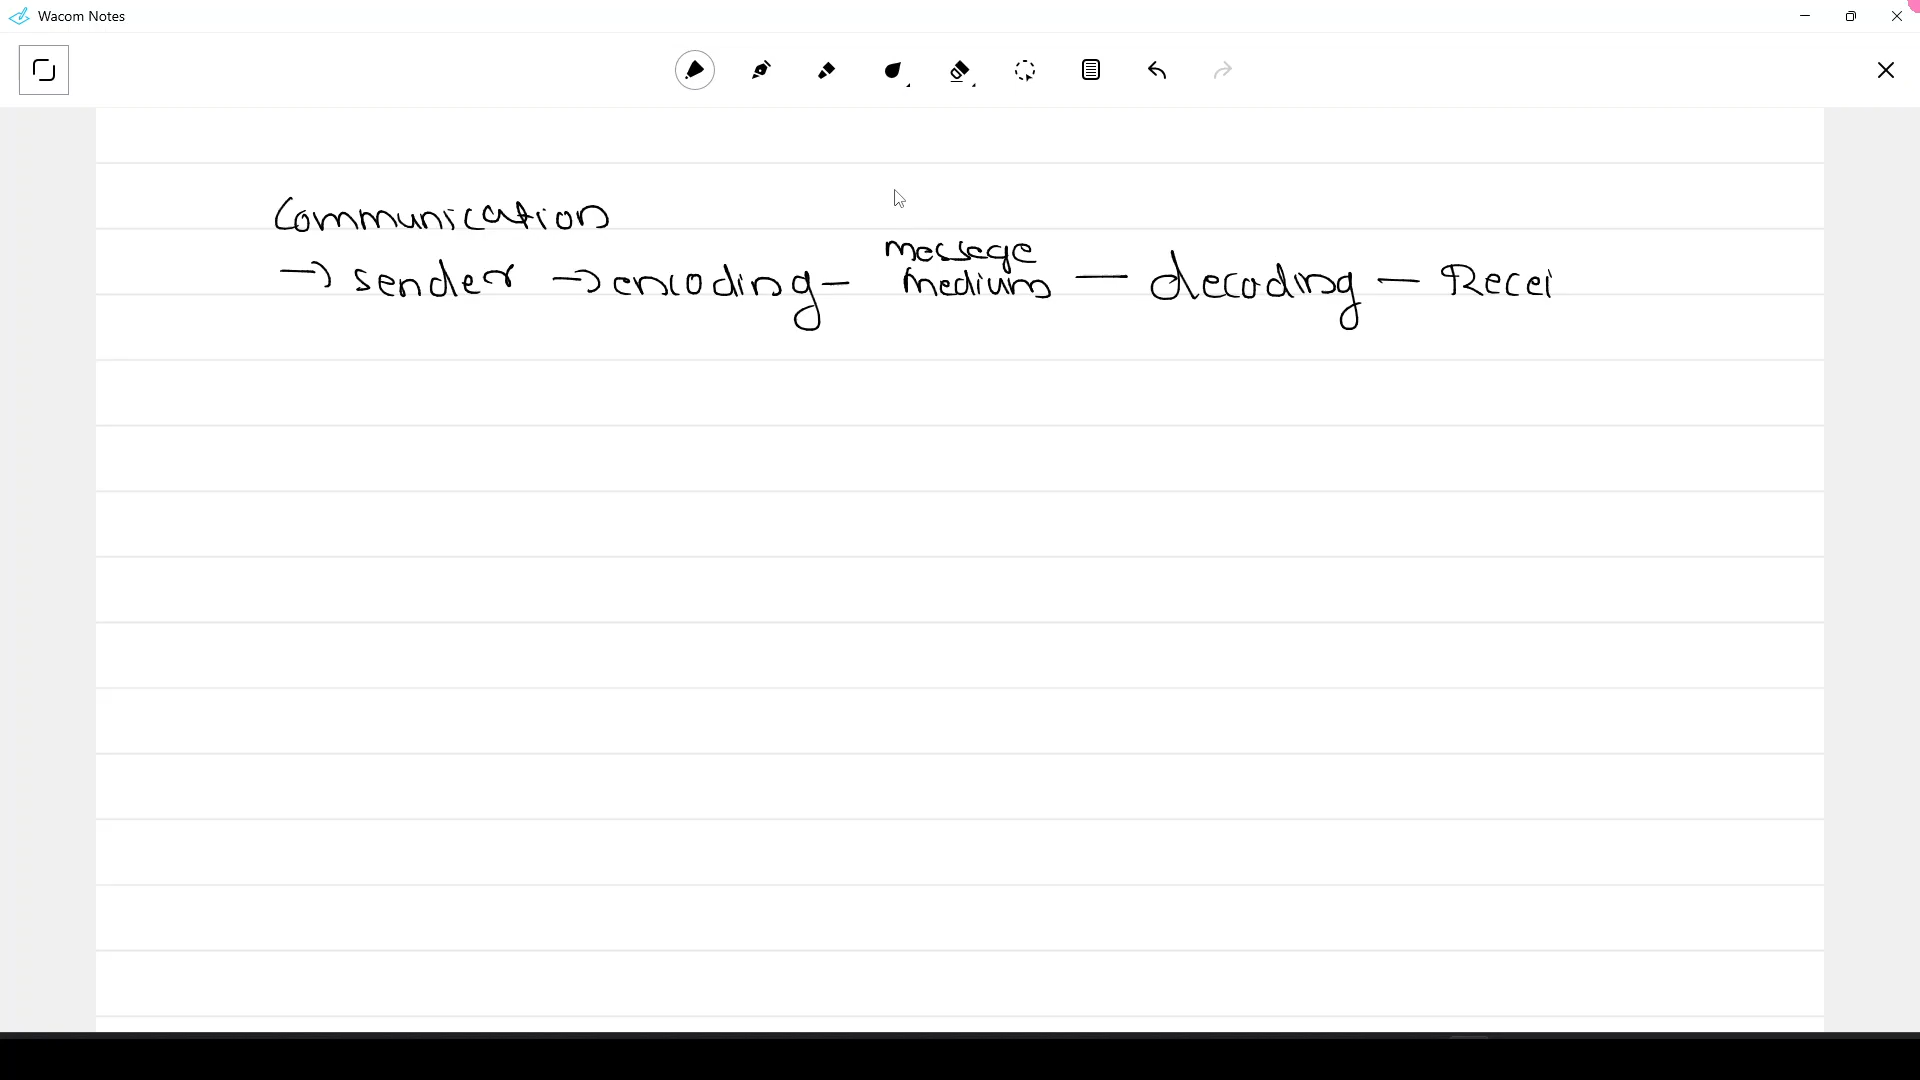 Wacom Notes
Communication
message
→ sender → encoding - medium — decoding — Recei